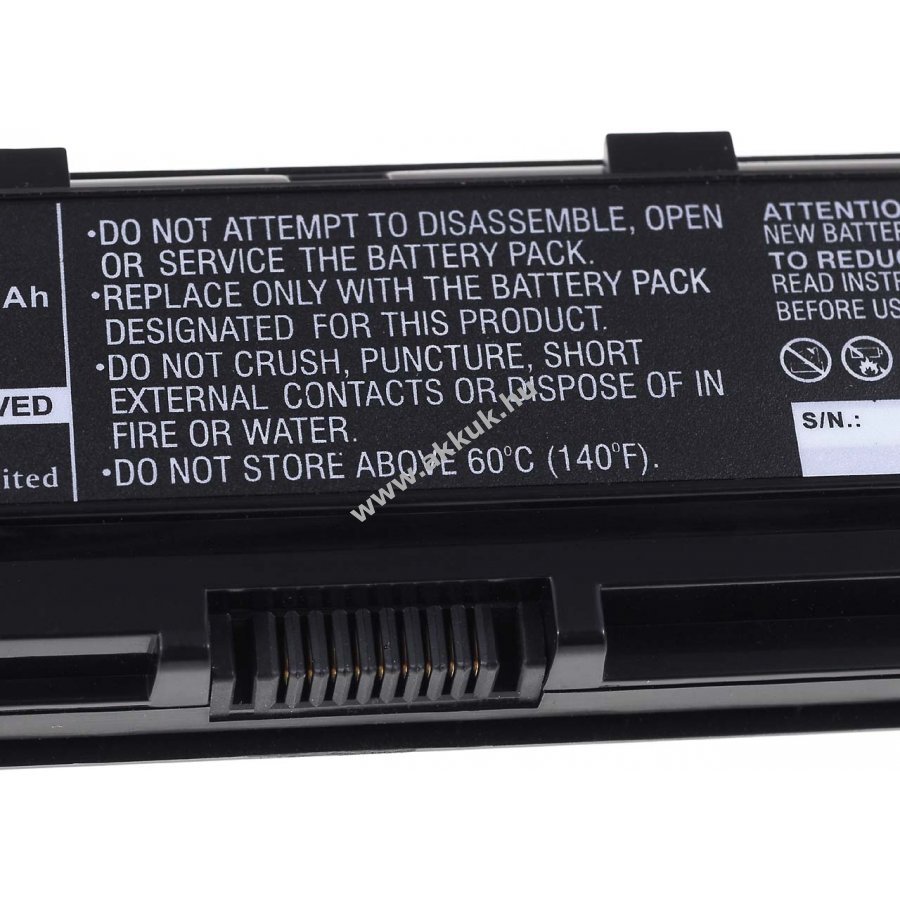 Ah
VED
ited
•DO NOT ATTEMPT TO DISASSEMBLE, OPEN
OR SERVICE THE BATTERY PACK.
•REPLACE ONLY WITH THE BATTERY PACK
DESIGNATED FOR THIS PRODUCT.
•DO NOT CRUSH, PUNCTURE, SHORT
EXTERNAL CONTACTS OR DISPOSE OF IN
FIRE OR WATER.
•DO NOT STORE ABOVE 60°C (140°F).
ATTENTIO
NEW BATTER
TO REDUC
READ INST
BEFORE US
S/N.:
www.akkuk.hu